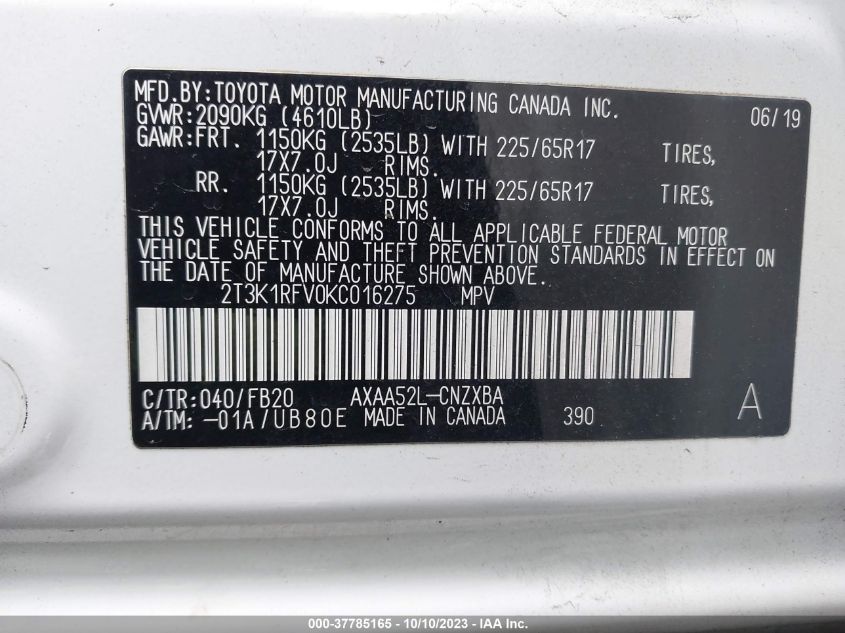 MFD.BY:TOYOTA MOTOR MANUFACTURING CANADA INC.
GVWR:2090KG (4610LB) 06/19
GAWR:FRT. 1150KG (2535LB) WITH 225/65R17 TIRES,
17X7.0J RIMS.
RR. 1150KG (2535LB) WITH 225/65R17 TIRES,
17X7.0J RIMS.
THIS VEHICLE CONFORMS TO ALL APPLICABLE FEDERAL MOTOR
VEHICLE SAFETY AND THEFT PREVENTION STANDARDS IN EFFECT ON
THE DATE OF MANUFACTURE SHOWN ABOVE.
2T3K1RFV0KC016275 MPV
C/TR:040/FB20 AXAA52L-CNZXBA
A/TM:-01A/UB80E MADE IN CANADA 390 A
000-37785165 - 10/10/2023 - IAA Inc.